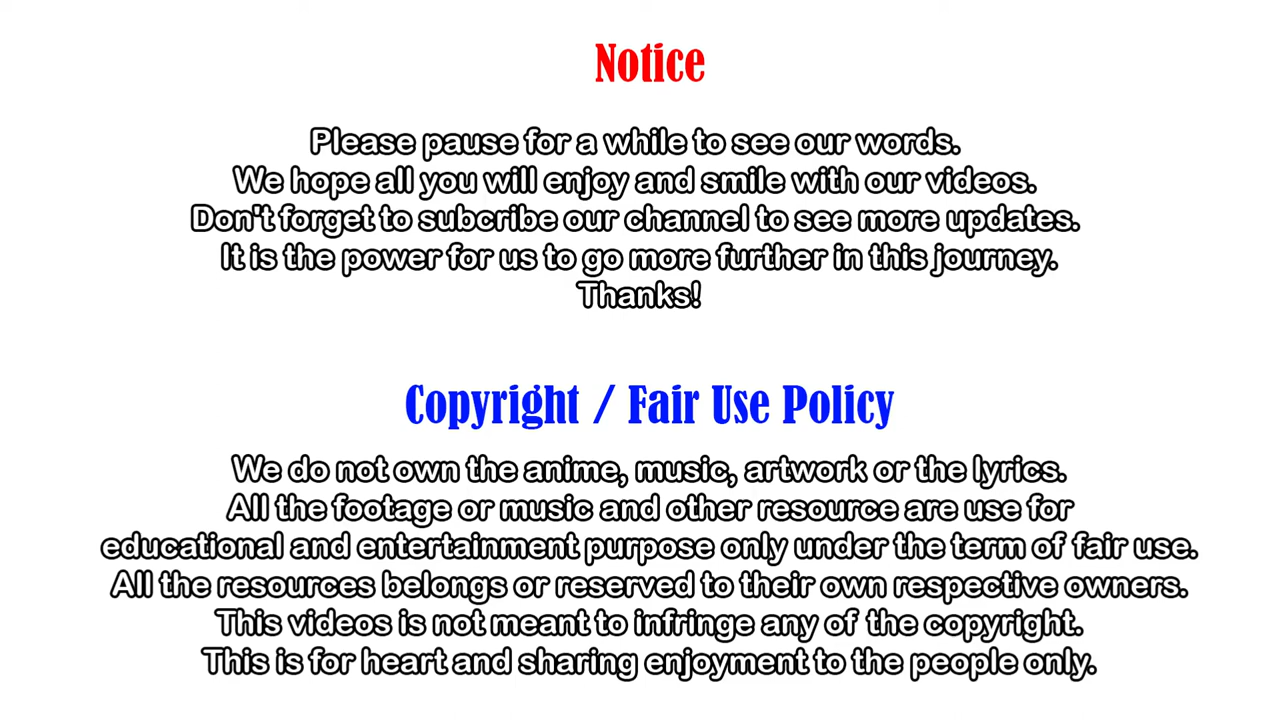 Notice
Please pause for a while to see our words.
We hope all you will enjoy and smile with our videos.
Don't forget to subcribe our channel to see more updates.
It is the power for us to go more further in this journey.
Thanks!
Copyright / Fair Use Policy
We do not own the anime, music, artwork or the lyrics.
All the footage or music and other resource are use for
educational and entertainment purpose only under the term of fair use.
All the resources belongs or reserved to their own respective owners.
This videos is not meant to infringe any of the copyright.
This is for heart and sharing enjoyment to the people only.